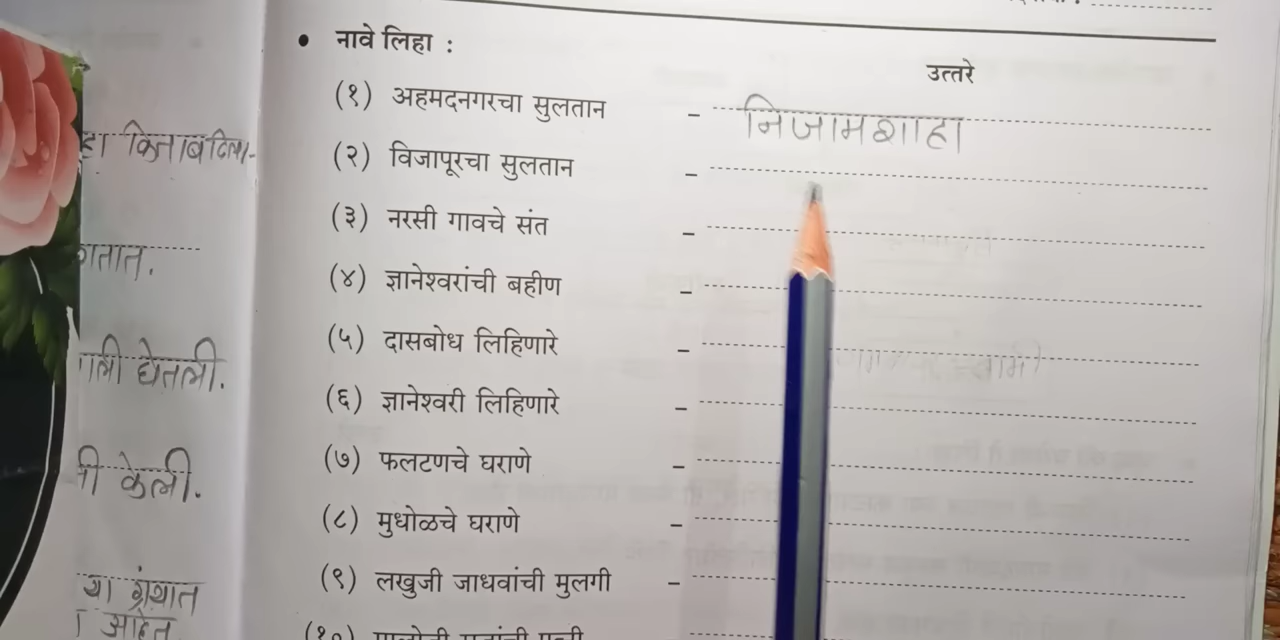 नावे लिहा :
उत्तरे
(१) अहमदनगरचा सुलतान - निजामशाहा
(२) विजापूरचा सुलतान -
(३) नरसी गावचे संत -
(४) ज्ञानेश्वरांची बहीण -
(५) दासबोध लिहिणारे -
(६) ज्ञानेश्वरी लिहिणारे -
(७) फलटणचे घराणे -
(८) मुधोळचे घराणे -
(९) लखुजी जाधवांची मुलगी -
(१०)
हा किताब दिला.
घेतली.
केली.
ग्रंथात
आहेत